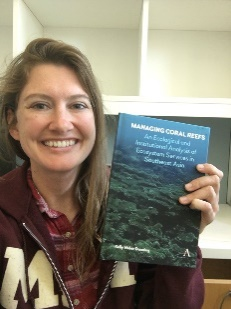 MANAGING CORAL REEFS
An Ecological and
Institutional Analysis of
Ecosystem Services in
Southeast Asia